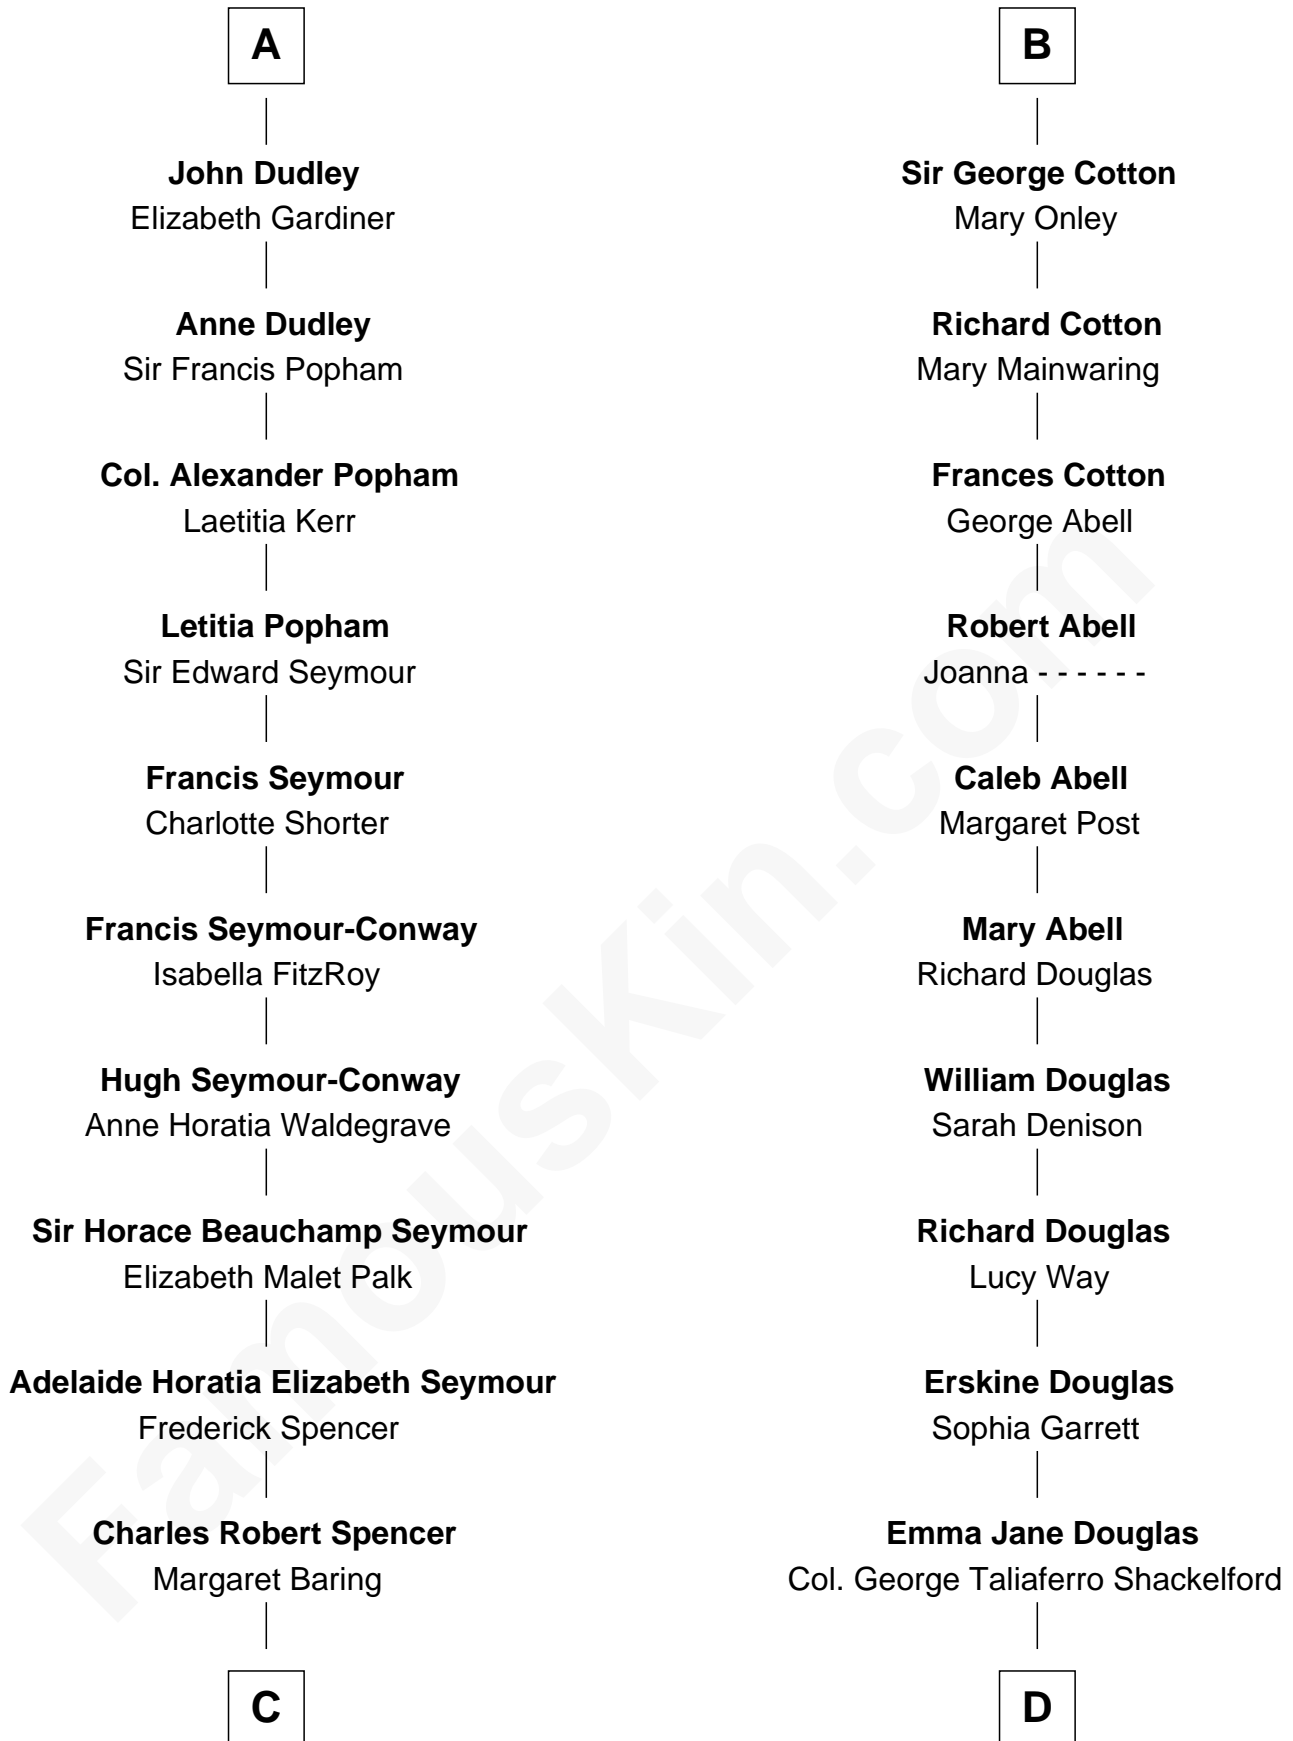 A
John Dudley
Elizabeth Gardiner
Anne Dudley
Sir Francis Popham
Col. Alexander Popham
Laetitia Kerr
Letitia Popham
Sir Edward Seymour
Francis Seymour
Charlotte Shorter
Francis Seymour-Conway
Isabella FitzRoy
Hugh Seymour-Conway
Anne Horatia Waldegrave
Sir Horace Beauchamp Seymour
Elizabeth Malet Palk
Adelaide Horatia Elizabeth Seymour
Frederick Spencer
Charles Robert Spencer
Margaret Baring
C
B
Sir George Cotton
Mary Onley
Richard Cotton
Mary Mainwaring
Frances Cotton
George Abell
Robert Abell
Joanna - - - - - -
Caleb Abell
Margaret Post
Mary Abell
Richard Douglas
William Douglas
Sarah Denison
Richard Douglas
Lucy Way
Erskine Douglas
Sophia Garrett
Emma Jane Douglas
Col. George Taliaferro Shackelford
D
FamousKin.com